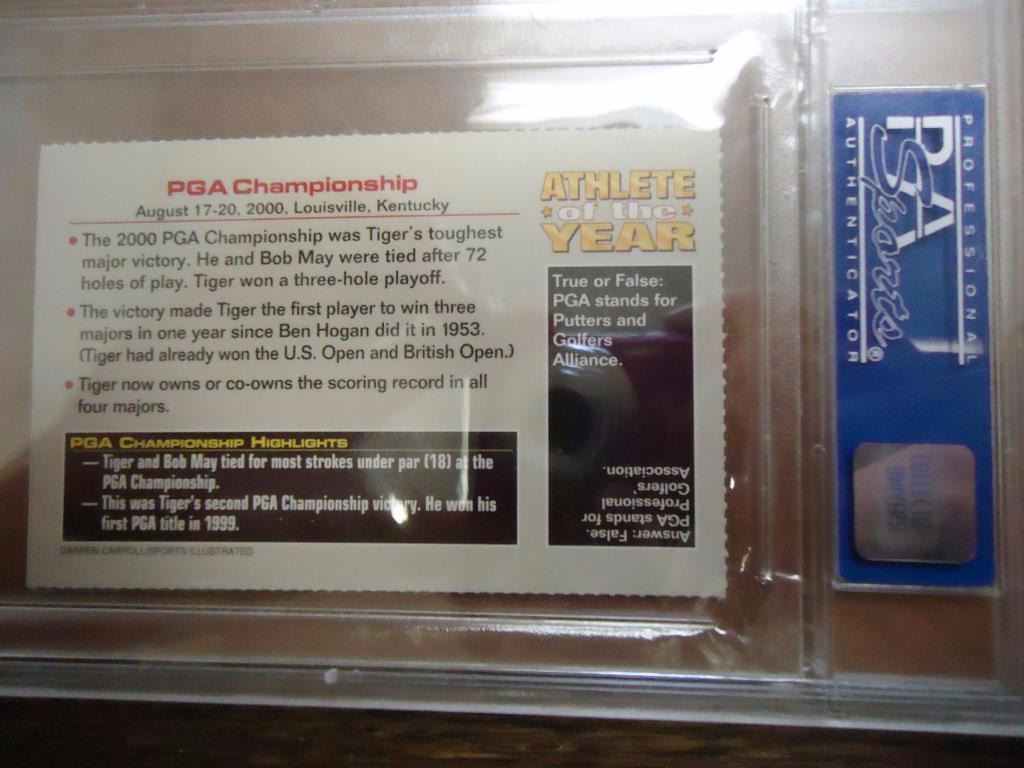 PGA Championship
August 17-20, 2000, Louisville, Kentucky
• The 2000 PGA Championship was Tiger's toughest
major victory. He and Bob May were tied after 72
holes of play. Tiger won a three-hole playoff.
• The victory made Tiger the first player to win three
majors in one year since Ben Hogan did it in 1953.
(Tiger had already won the U.S. Open and British Open.)
• Tiger now owns or co-owns the scoring record in all
four majors.
PGA CHAMPIONSHIP HIGHLIGHTS
— Tiger and Bob May tied for most strokes under par (18) at the
PGA Championship.
— This was Tiger's second PGA Championship victory. He won his
first PGA title in 1999.
DARREN CARROLL/SPORTS ILLUSTRATED
ATHLETE
of the
YEAR
True or False:
PGA stands for
Putters and
Golfers
Alliance.
Answer: False.
PGA stands for
Professional
Golfers'
Association.
PROFESSIONAL
PSA
Sports®
AUTHENTICATOR